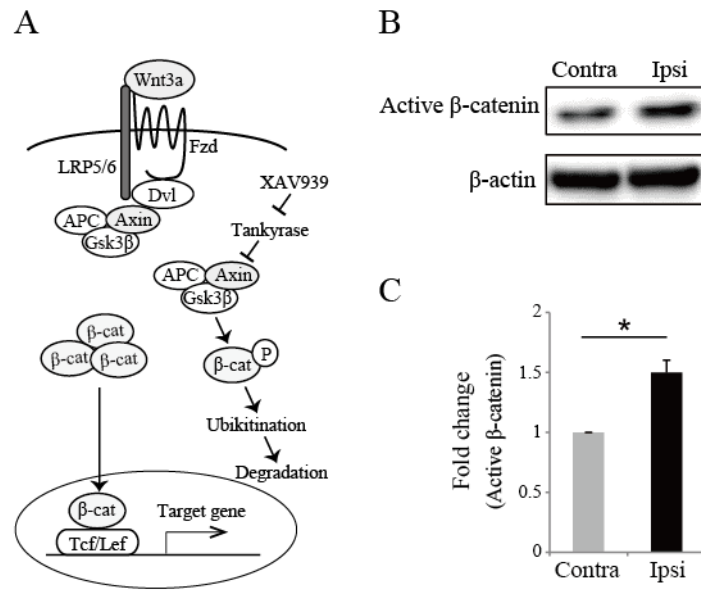 A
Wnt3a
Fzd
LRP5/6
Dvl
XAV939
APC Axin
Gsk3β
Tankyrase
APC Axin
Gsk3β
β-cat
β-cat β-cat
β-cat P
Ubikitination
Degradation
β-cat
Target gene
Tcf/Lef
B
Contra Ipsi
Active β-catenin
β-actin
C
Fold change
(Active β-catenin)
2
1.5
1
0.5
0
*
Contra Ipsi